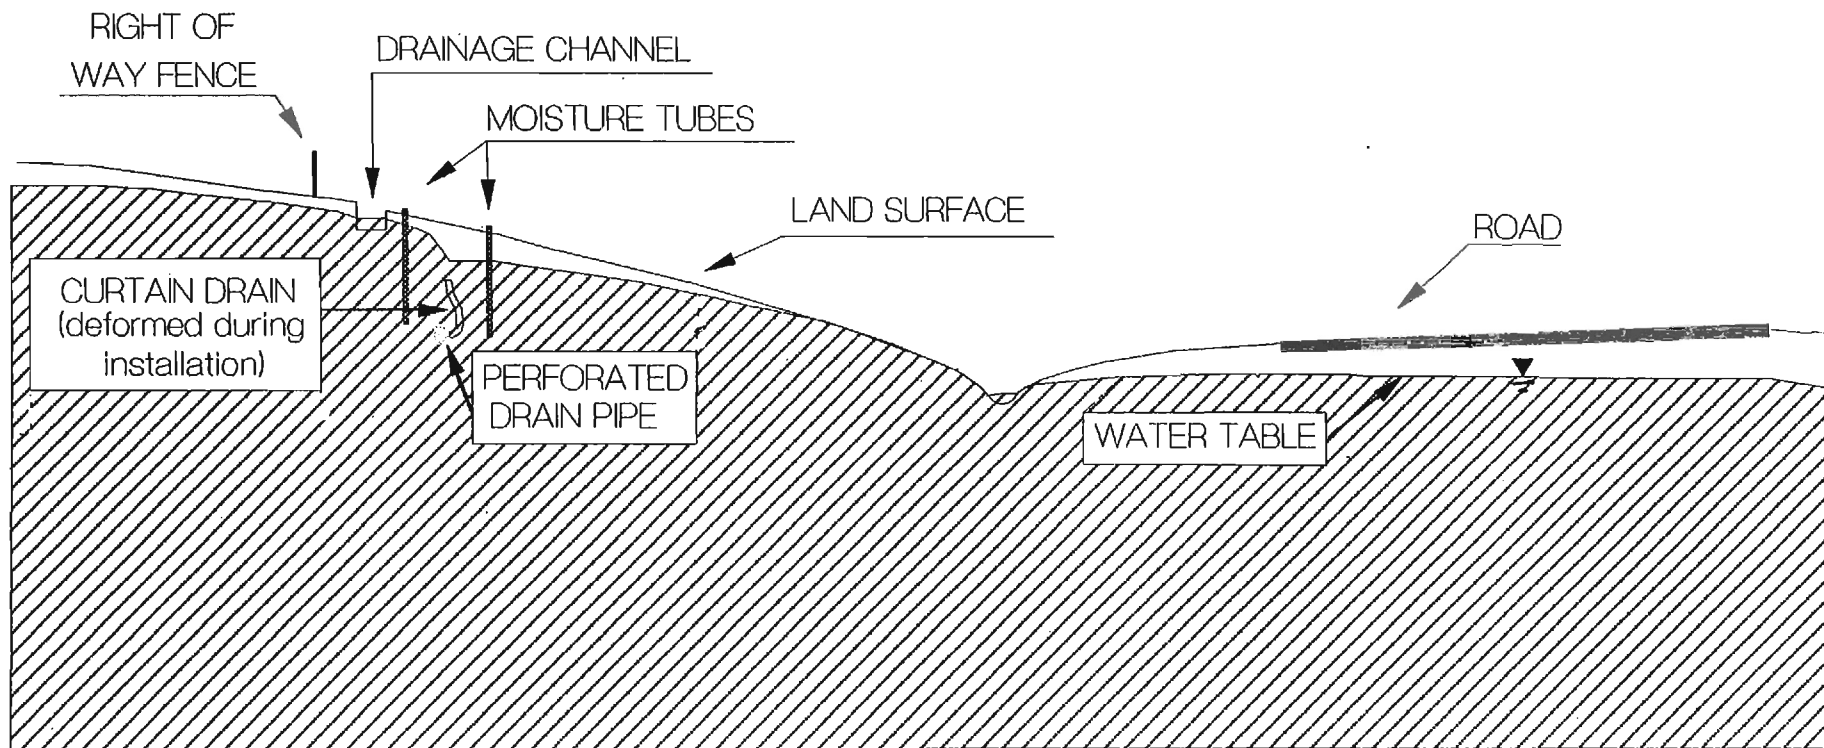 RIGHT OF
WAY FENCE
DRAINAGE CHANNEL
MOISTURE TUBES
LAND SURFACE
ROAD
CURTAIN DRAIN
(deformed during
installation)
PERFORATED
DRAIN PIPE
WATER TABLE